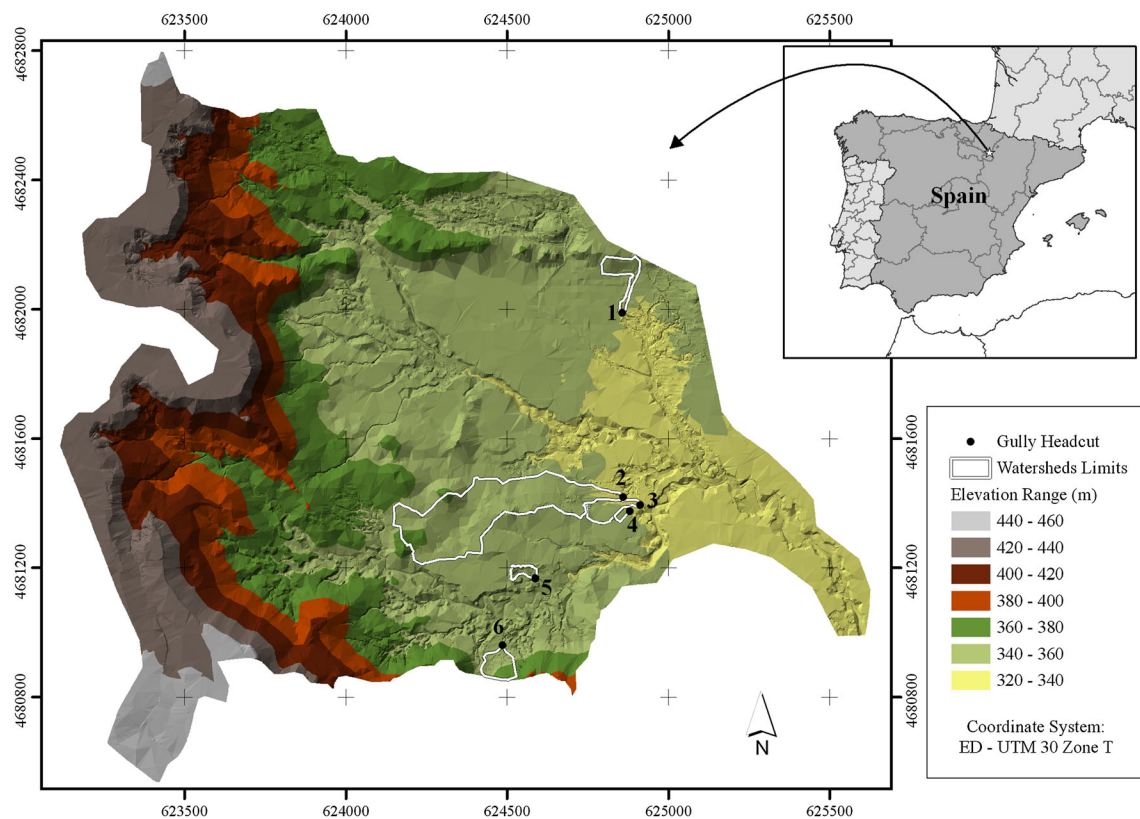 623500 624000 624500 625000 625500
4682800
4682400
4682000
4681600
4681200
4680800
Spain
1
2
3
4
5
6
N
4681600
4681200
4680800
Gully Headcut
Watersheds Limits
Elevation Range (m)
440 - 460
420 - 440
400 - 420
380 - 400
360 - 380
340 - 360
320 - 340
Coordinate System:
ED - UTM 30 Zone T
623500 624000 624500 625000 625500